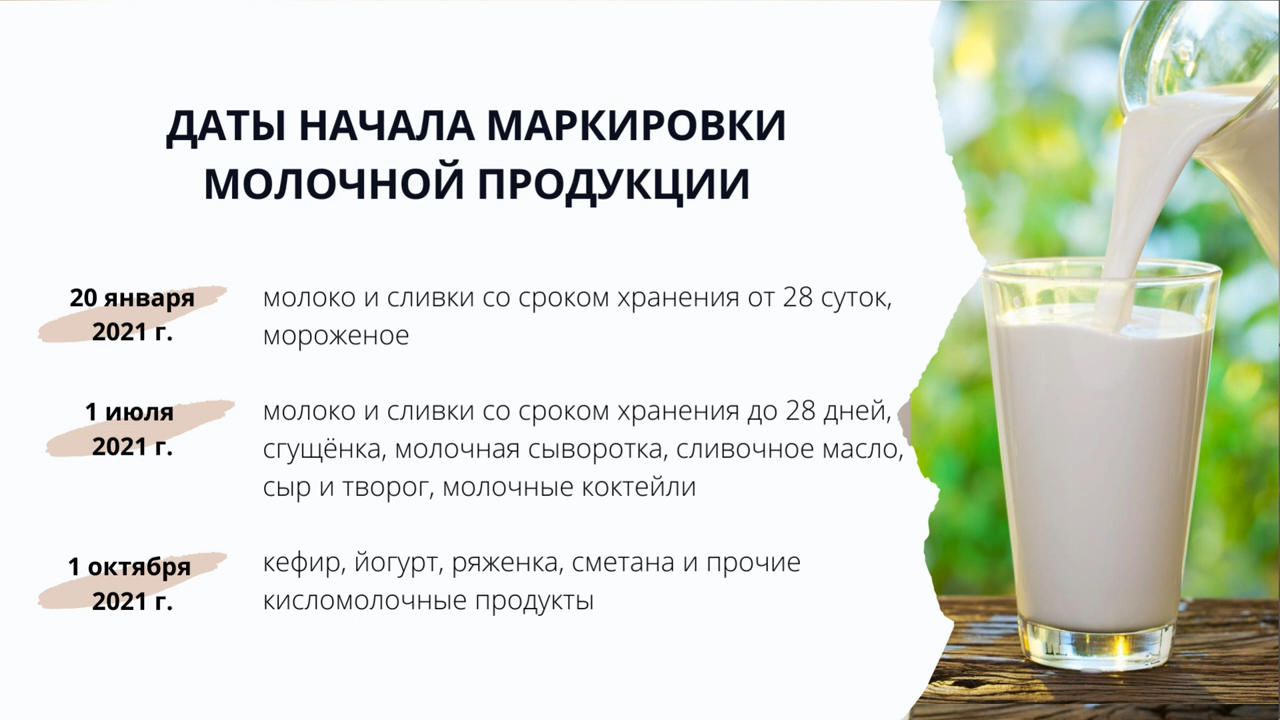 ДАТЫ НАЧАЛА МАРКИРОВКИ
МОЛОЧНОЙ ПРОДУКЦИИ
20 января
2021 г.
молоко и сливки со сроком хранения от 28 суток,
мороженое
1 июля
2021 г.
молоко и сливки со сроком хранения до 28 дней,
сгущёнка, молочная сыворотка, сливочное масло,
сыр и творог, молочные коктейли
1 октября
2021 г.
кефир, йогурт, ряженка, сметана и прочие
кисломолочные продукты